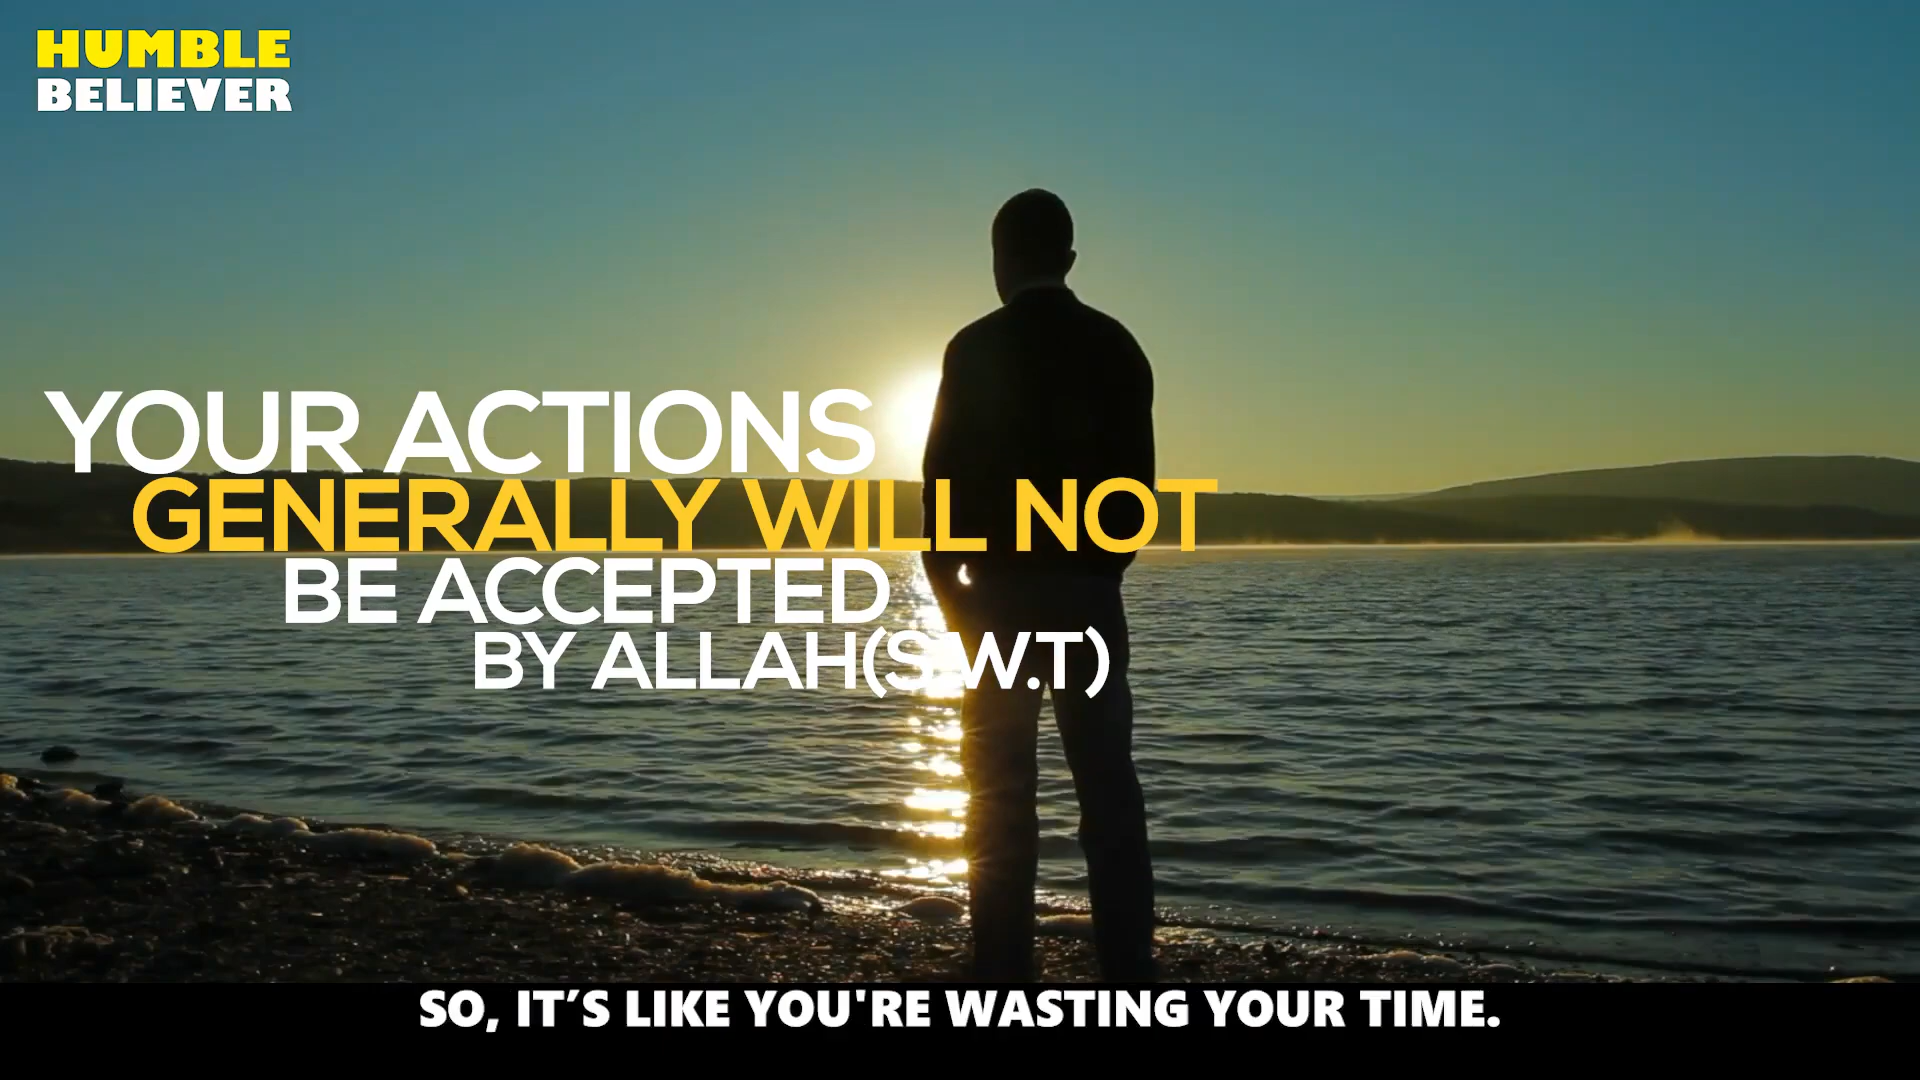 HUMBLE
BELIEVER
YOUR ACTIONS
GENERALLY WILL NOT
BE ACCEPTED
BY ALLAH(S.W.T)
SO, IT’S LIKE YOU'RE WASTING YOUR TIME.